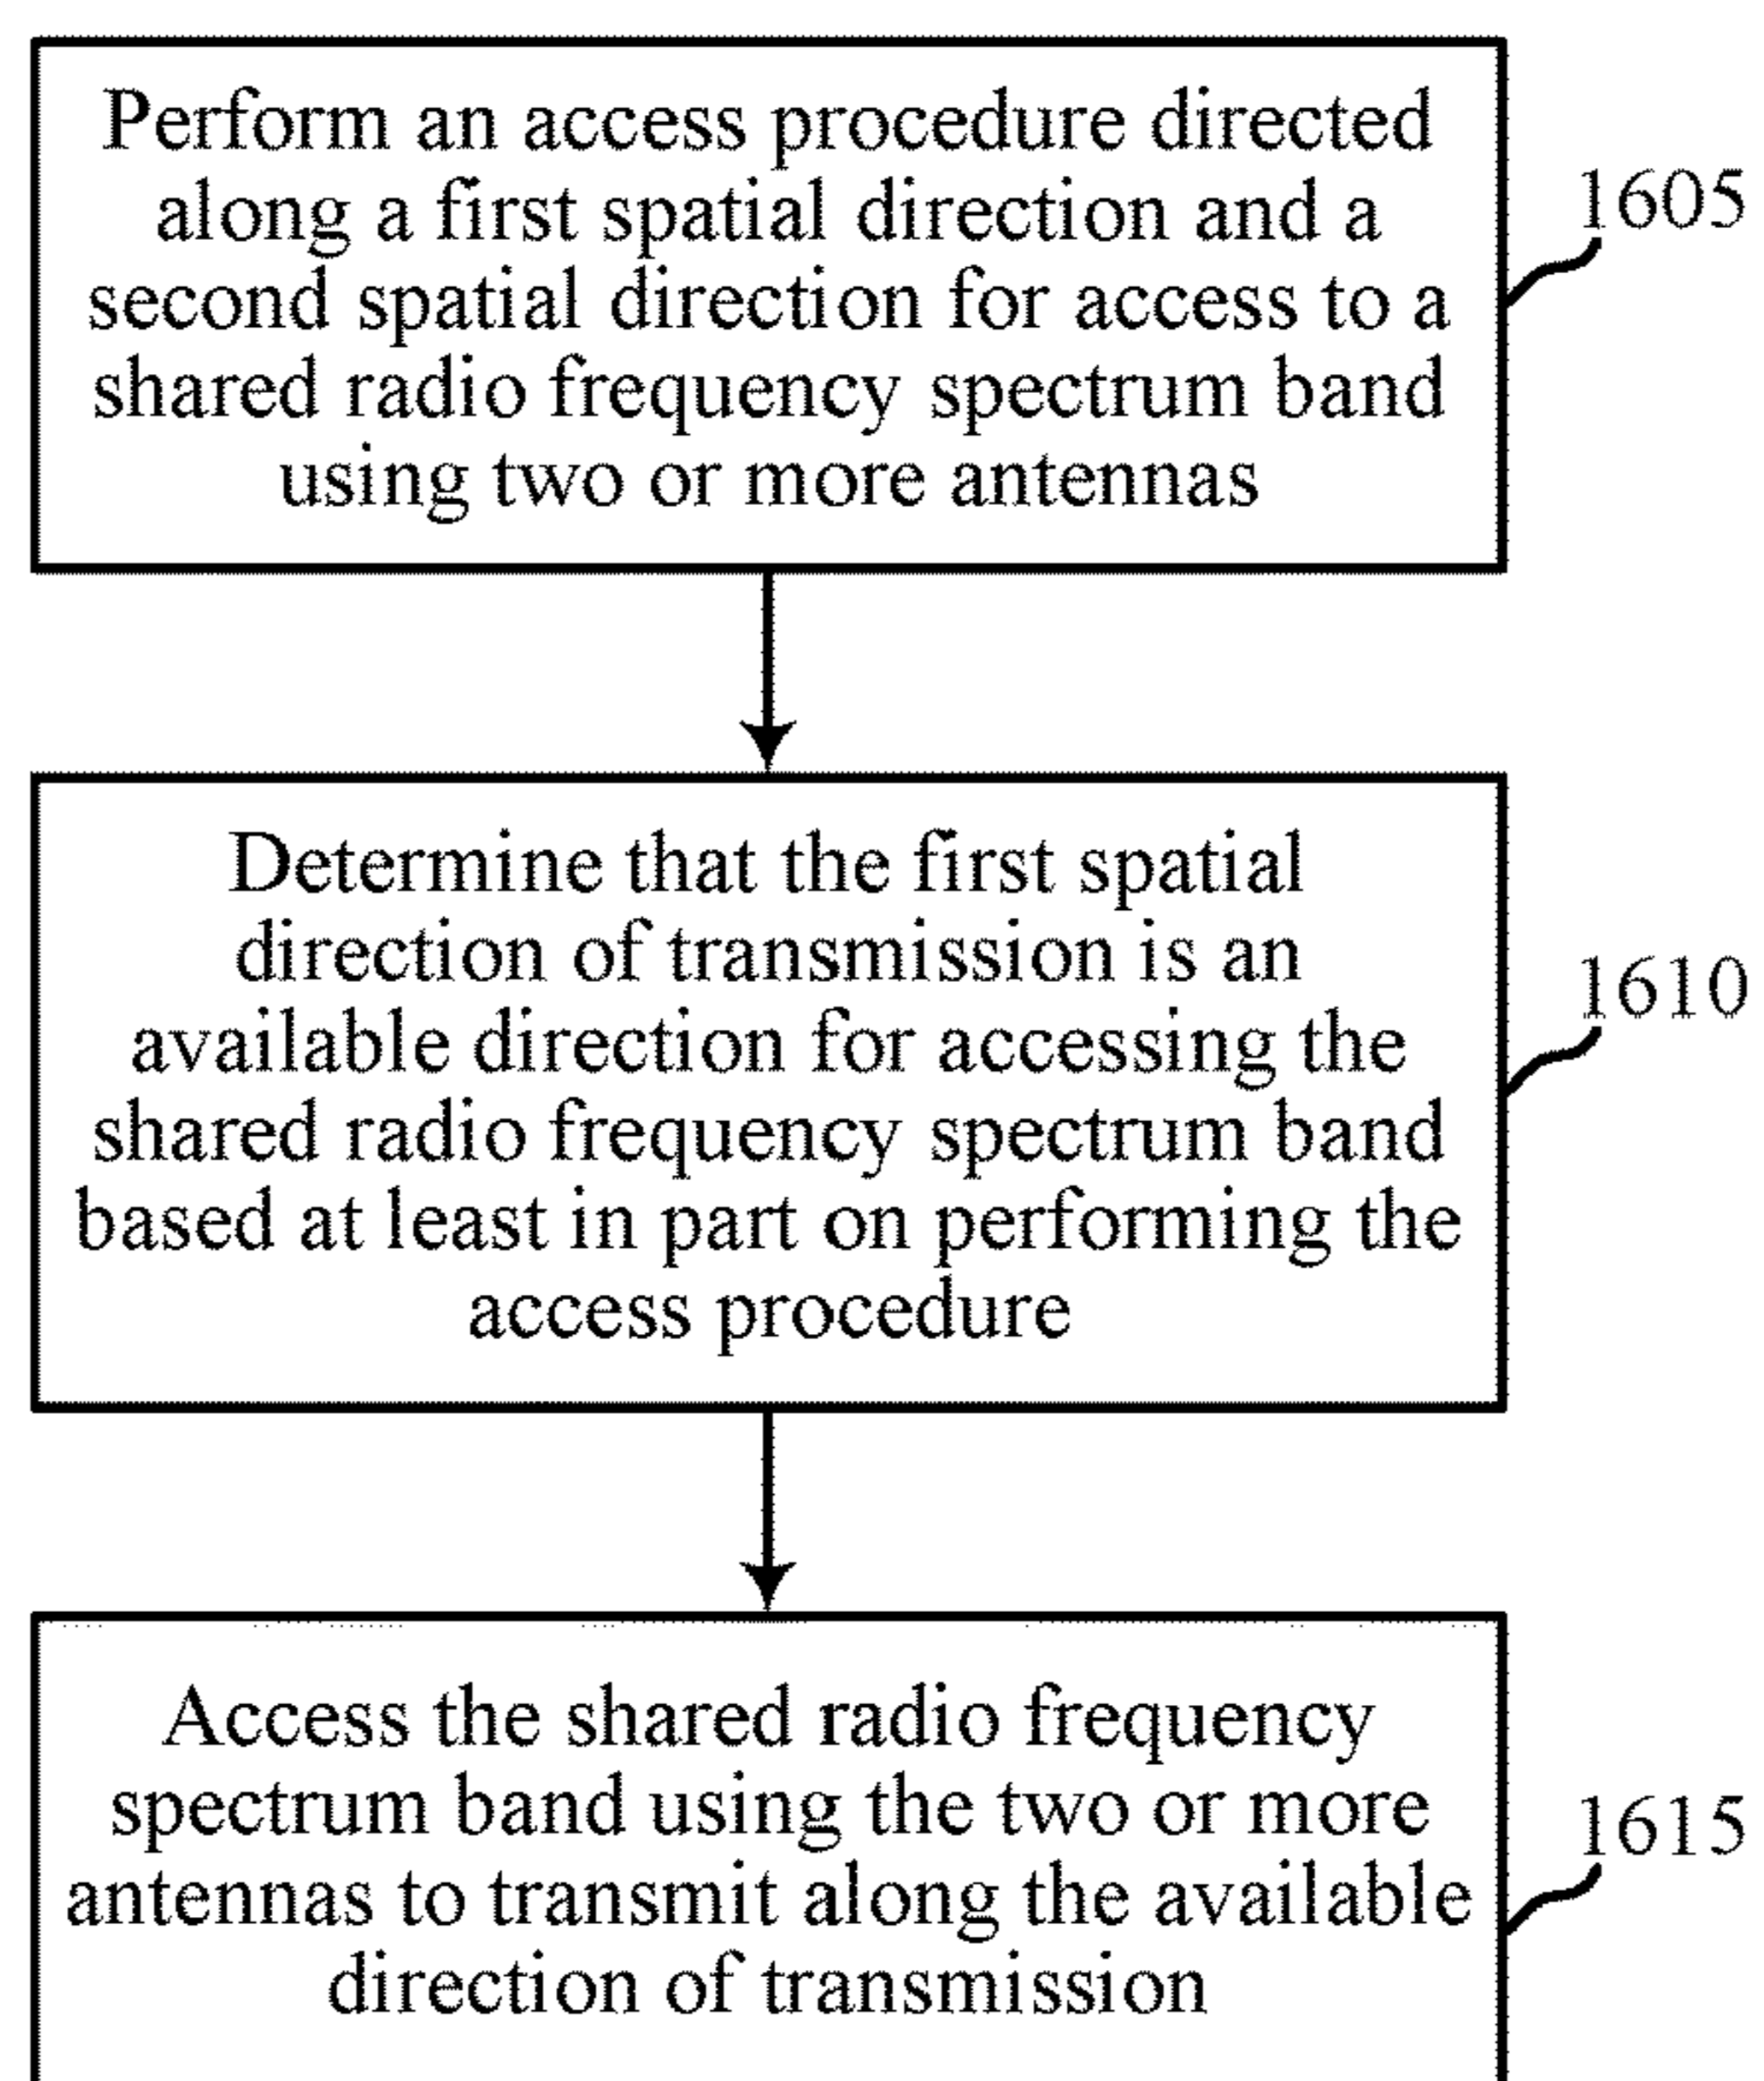 Perform an access procedure directed
along a first spatial direction and a
second spatial direction for access to a
shared radio frequency spectrum band
using two or more antennas
1605
Determine that the first spatial
direction of transmission is an
available direction for accessing the
shared radio frequency spectrum band
based at least in part on performing the
access procedure
1610
Access the shared radio frequency
spectrum band using the two or more
antennas to transmit along the available
direction of transmission
1615